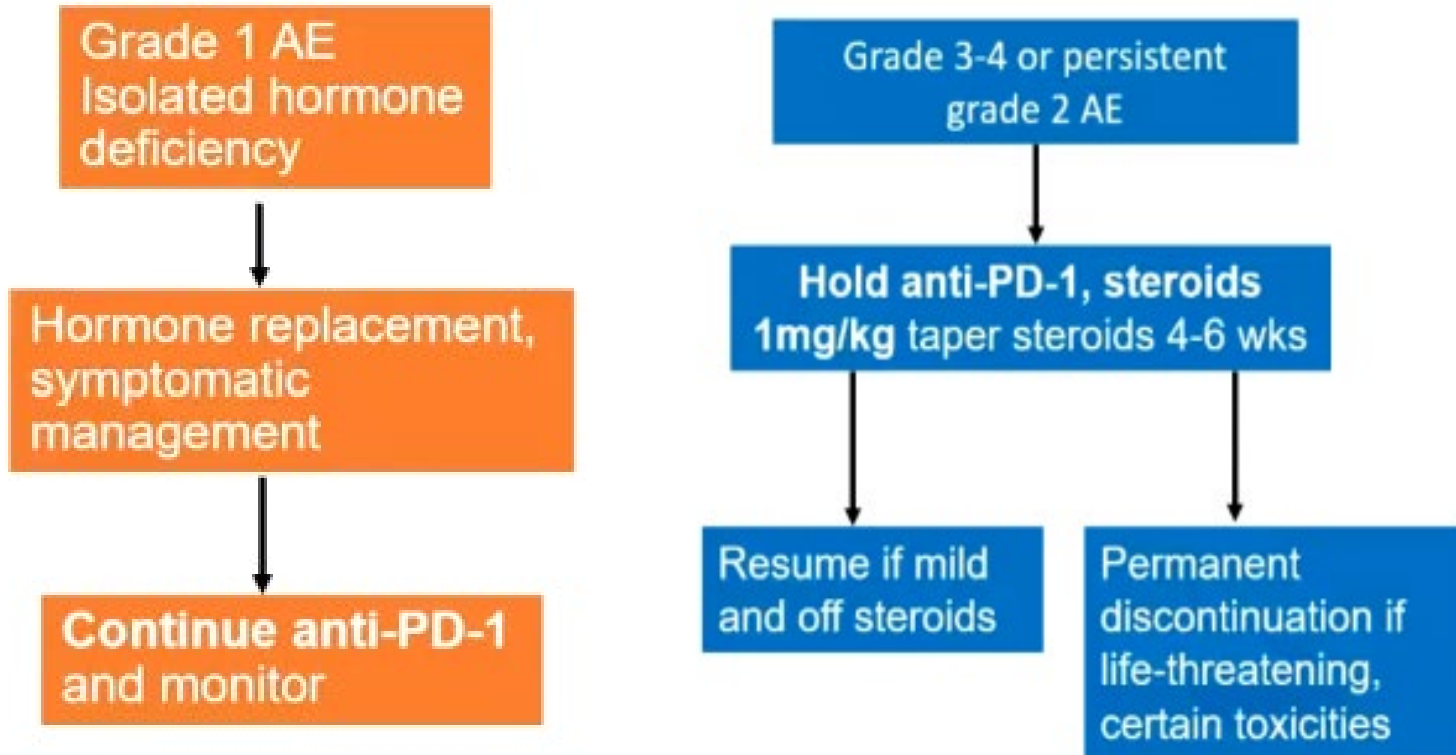 Grade 1 AE
Isolated hormone
deficiency
Hormone replacement,
symptomatic
management
Continue anti-PD-1
and monitor
Grade 3-4 or persistent
grade 2 AE
Hold anti-PD-1, steroids
1mg/kg taper steroids 4-6 wks
Resume if mild
and off steroids
Permanent
discontinuation if
life-threatening,
certain toxicities